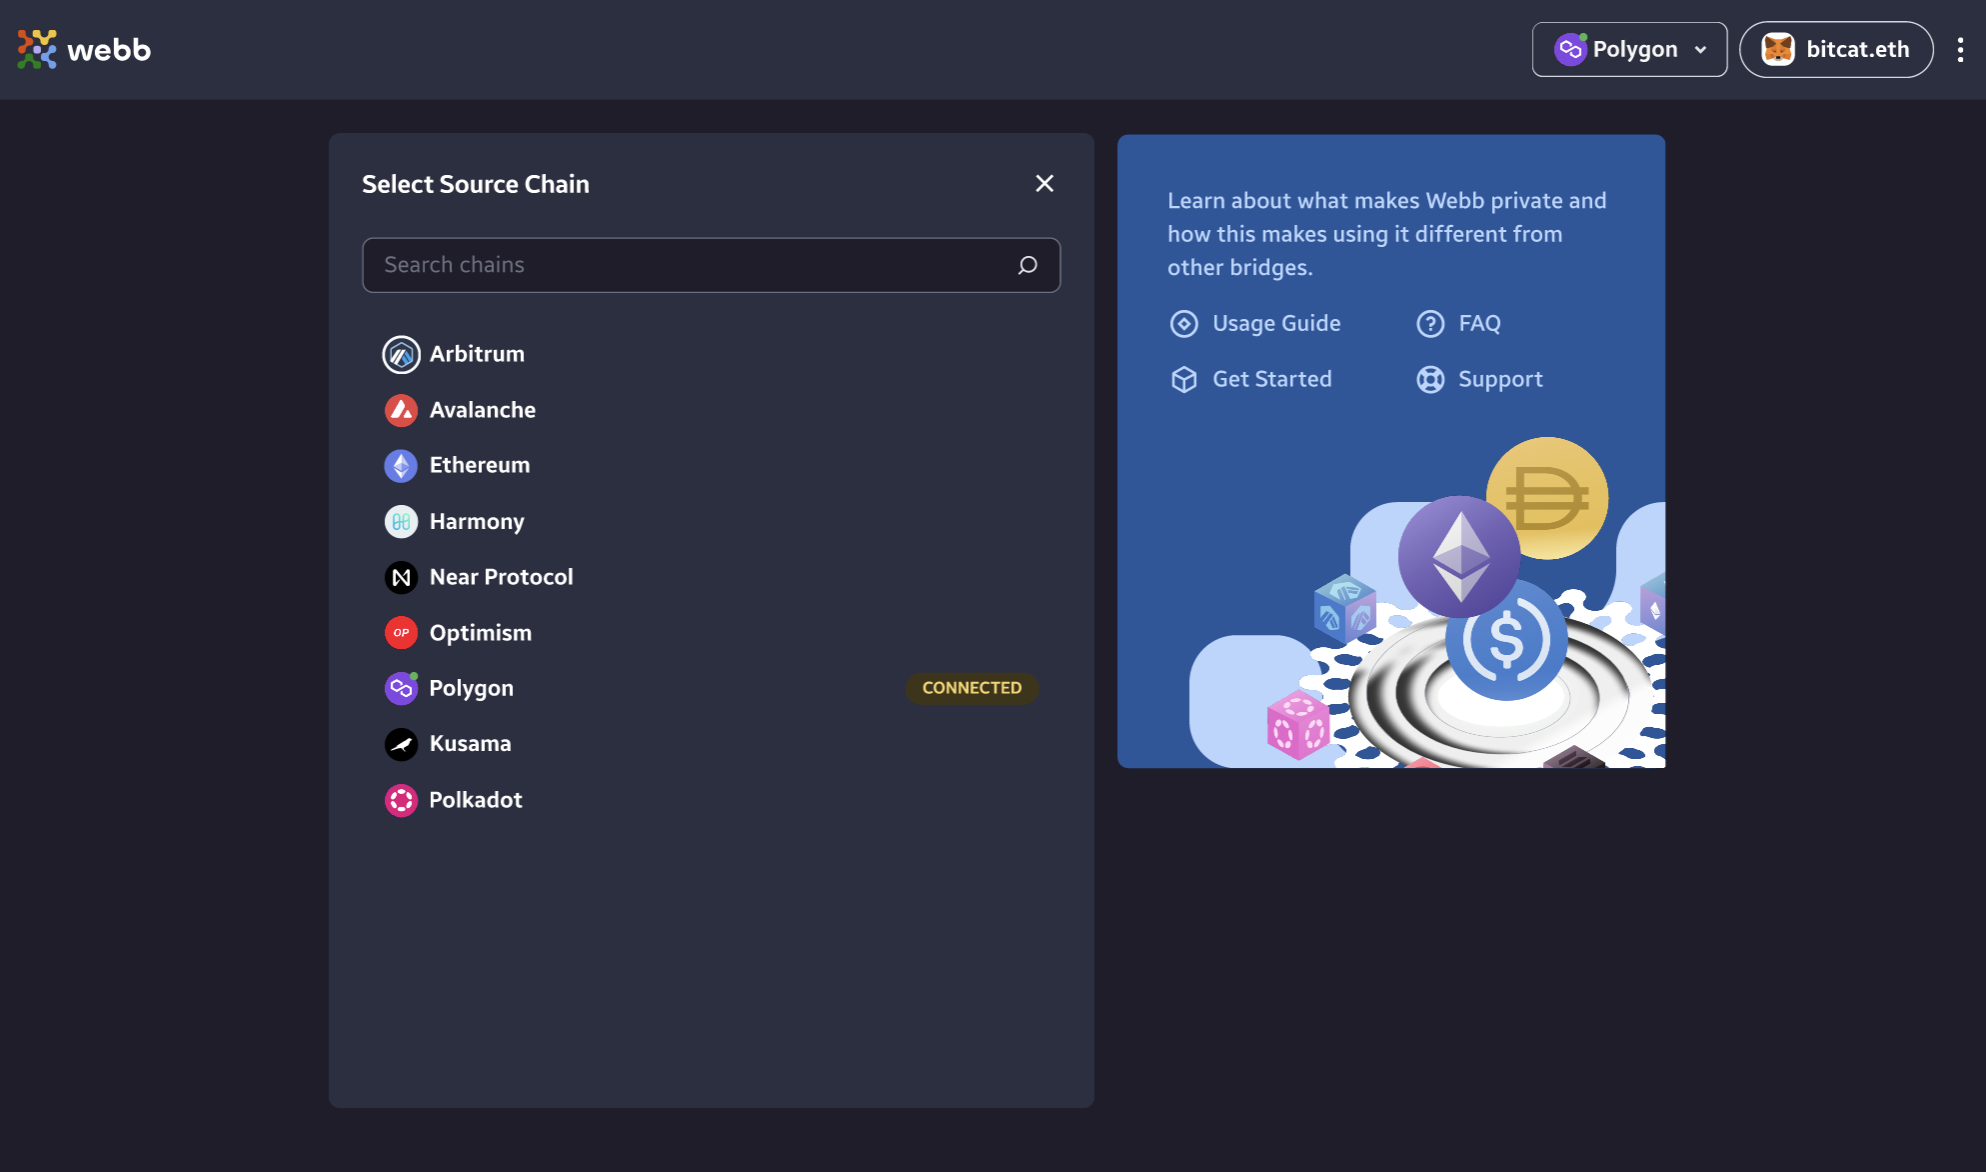 webb
Polygon
bitcat.eth
Select Source Chain
Search chains
Arbitrum
Avalanche
Ethereum
Harmony
Near Protocol
OP
Optimism
Polygon
CONNECTED
Kusama
Polkadot
Learn about what makes Webb private and
how this makes using it different from
other bridges.
Usage Guide
FAQ
Get Started
Support